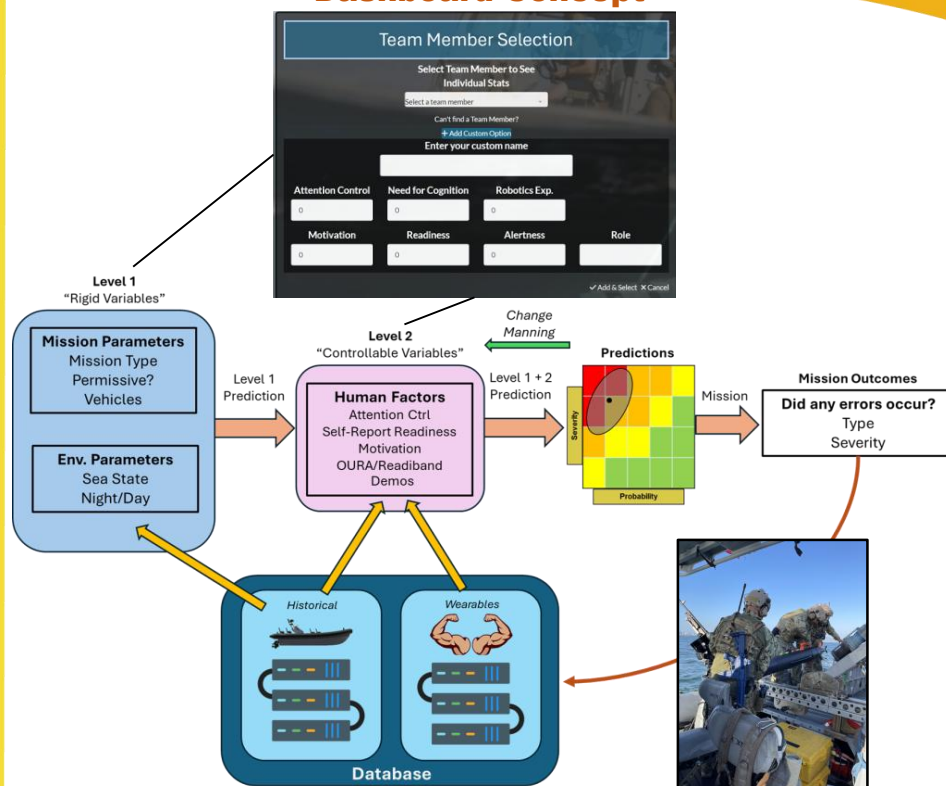 Dashboard Concept
Team Member Selection
Select Team Member to See
Individual Stats
Select a team member
Can't find a Team Member?
+ Add Custom Option
Enter your custom name
Attention Control
Need for Cognition
Robotics Exp.
0
0
0
Motivation
Readiness
Alertness
Role
0
0
0
✓ Add & Select ✕ Cancel
Level 1
"Rigid Variables"
Mission Parameters
Mission Type
Permissive?
Vehicles
Env. Parameters
Sea State
Night/Day
Level 1
Prediction
Level 2
"Controllable Variables"
Human Factors
Attention Ctrl
Self-Report Readiness
Motivation
OURA/Readiband
Demos
Change
Manning
Level 1 + 2
Prediction
Predictions
Severity
Probability
Mission
Mission Outcomes
Did any errors occur?
Type
Severity
Historical
Wearables
Database